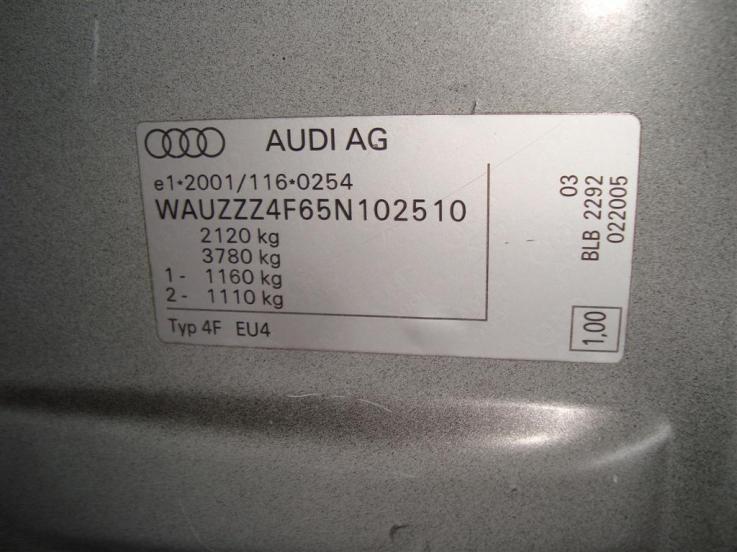 AUDI AG
e1*2001/116*0254
WAUZZZ4F65N102510
2120 kg
3780 kg
1- 1160 kg
2- 1110 kg
Typ 4F EU4
03
BLB 2292
022005
1,00